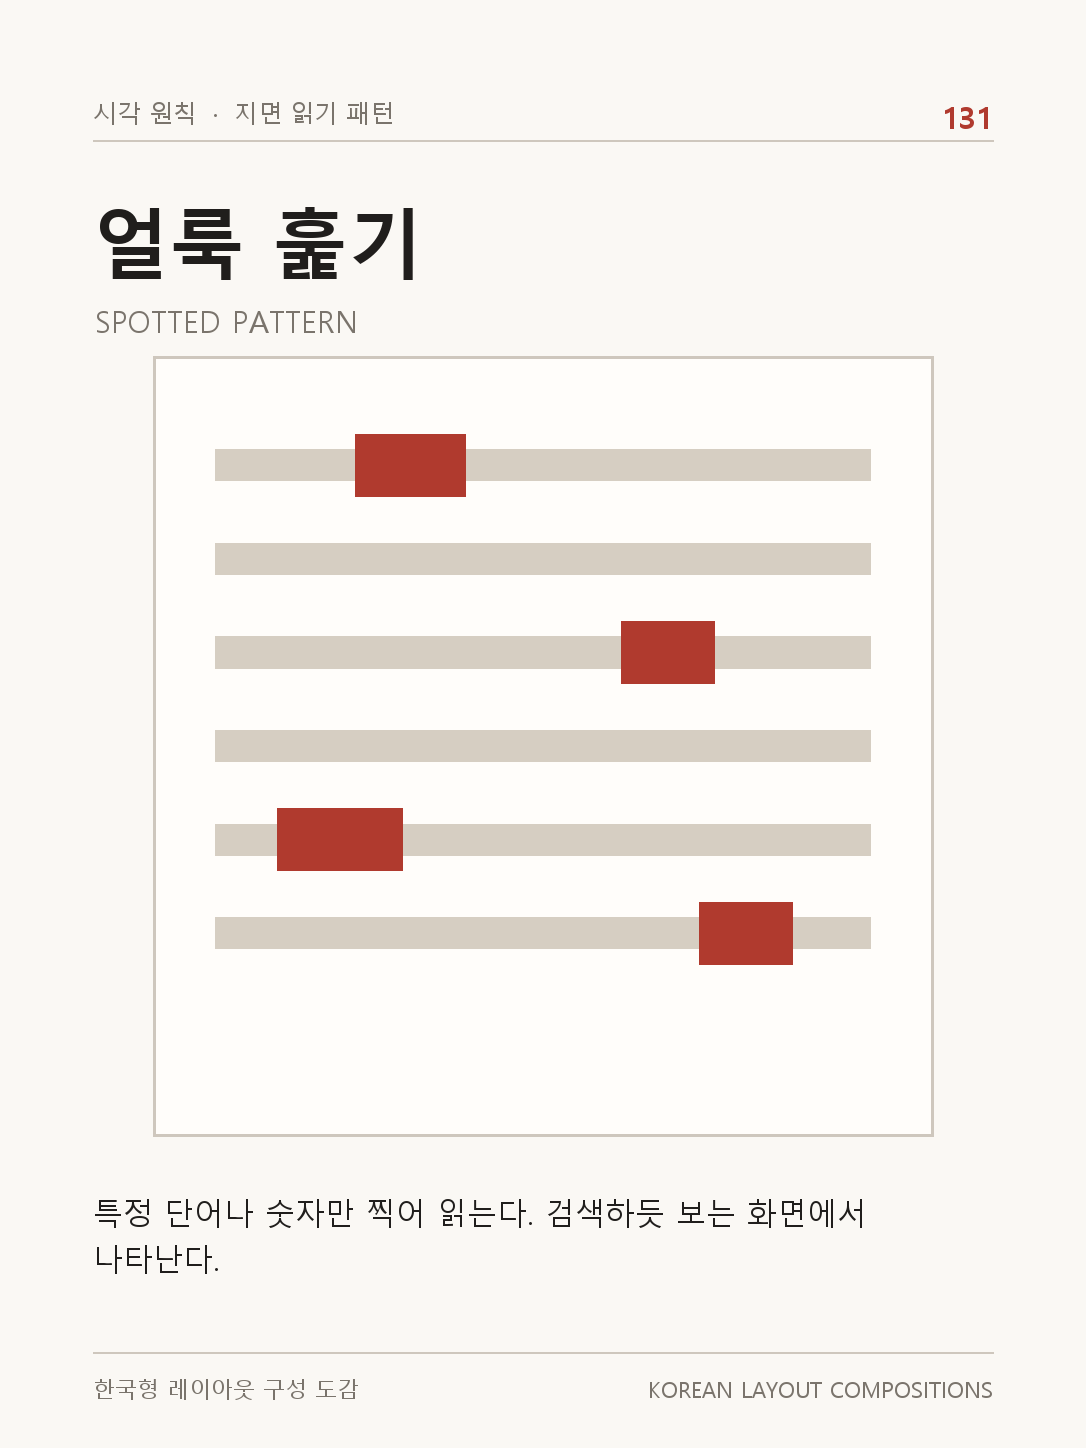 시각 원칙 · 지면 읽기 패턴
131
얼룩 훑기
SPOTTED PATTERN
특정 단어나 숫자만 찍어 읽는다. 검색하듯 보는 화면에서
나타난다.
한국형 레이아웃 구성 도감
KOREAN LAYOUT COMPOSITIONS